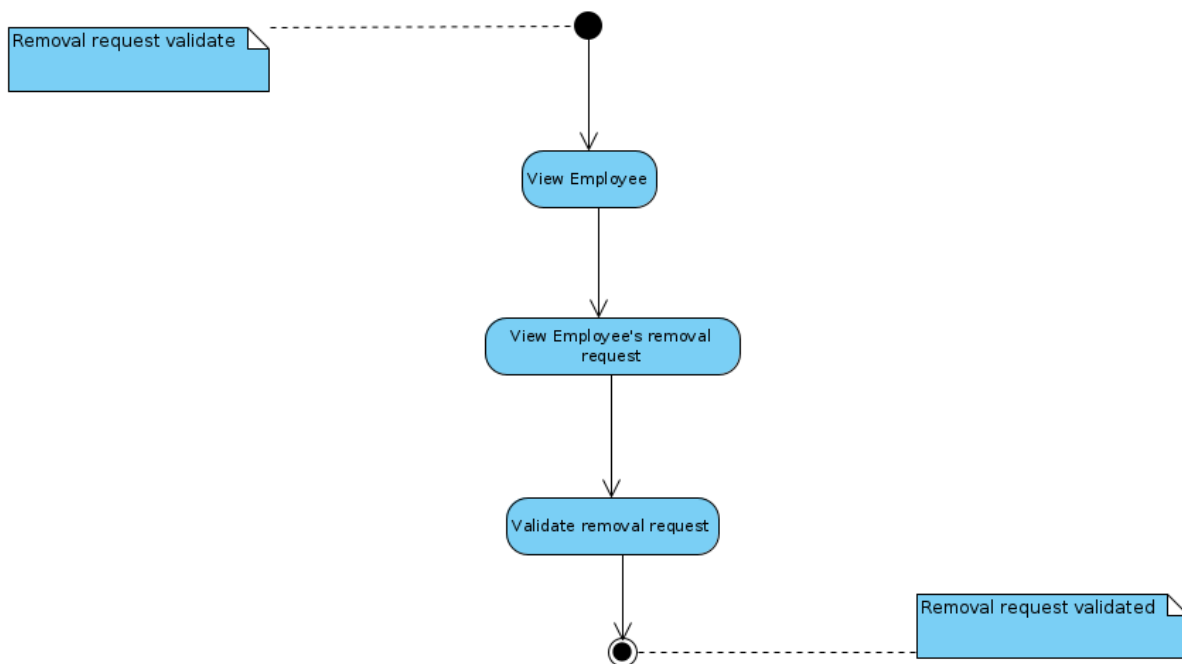 Removal request validate
View Employee
View Employee's removal
request
Validate removal request
Removal request validated